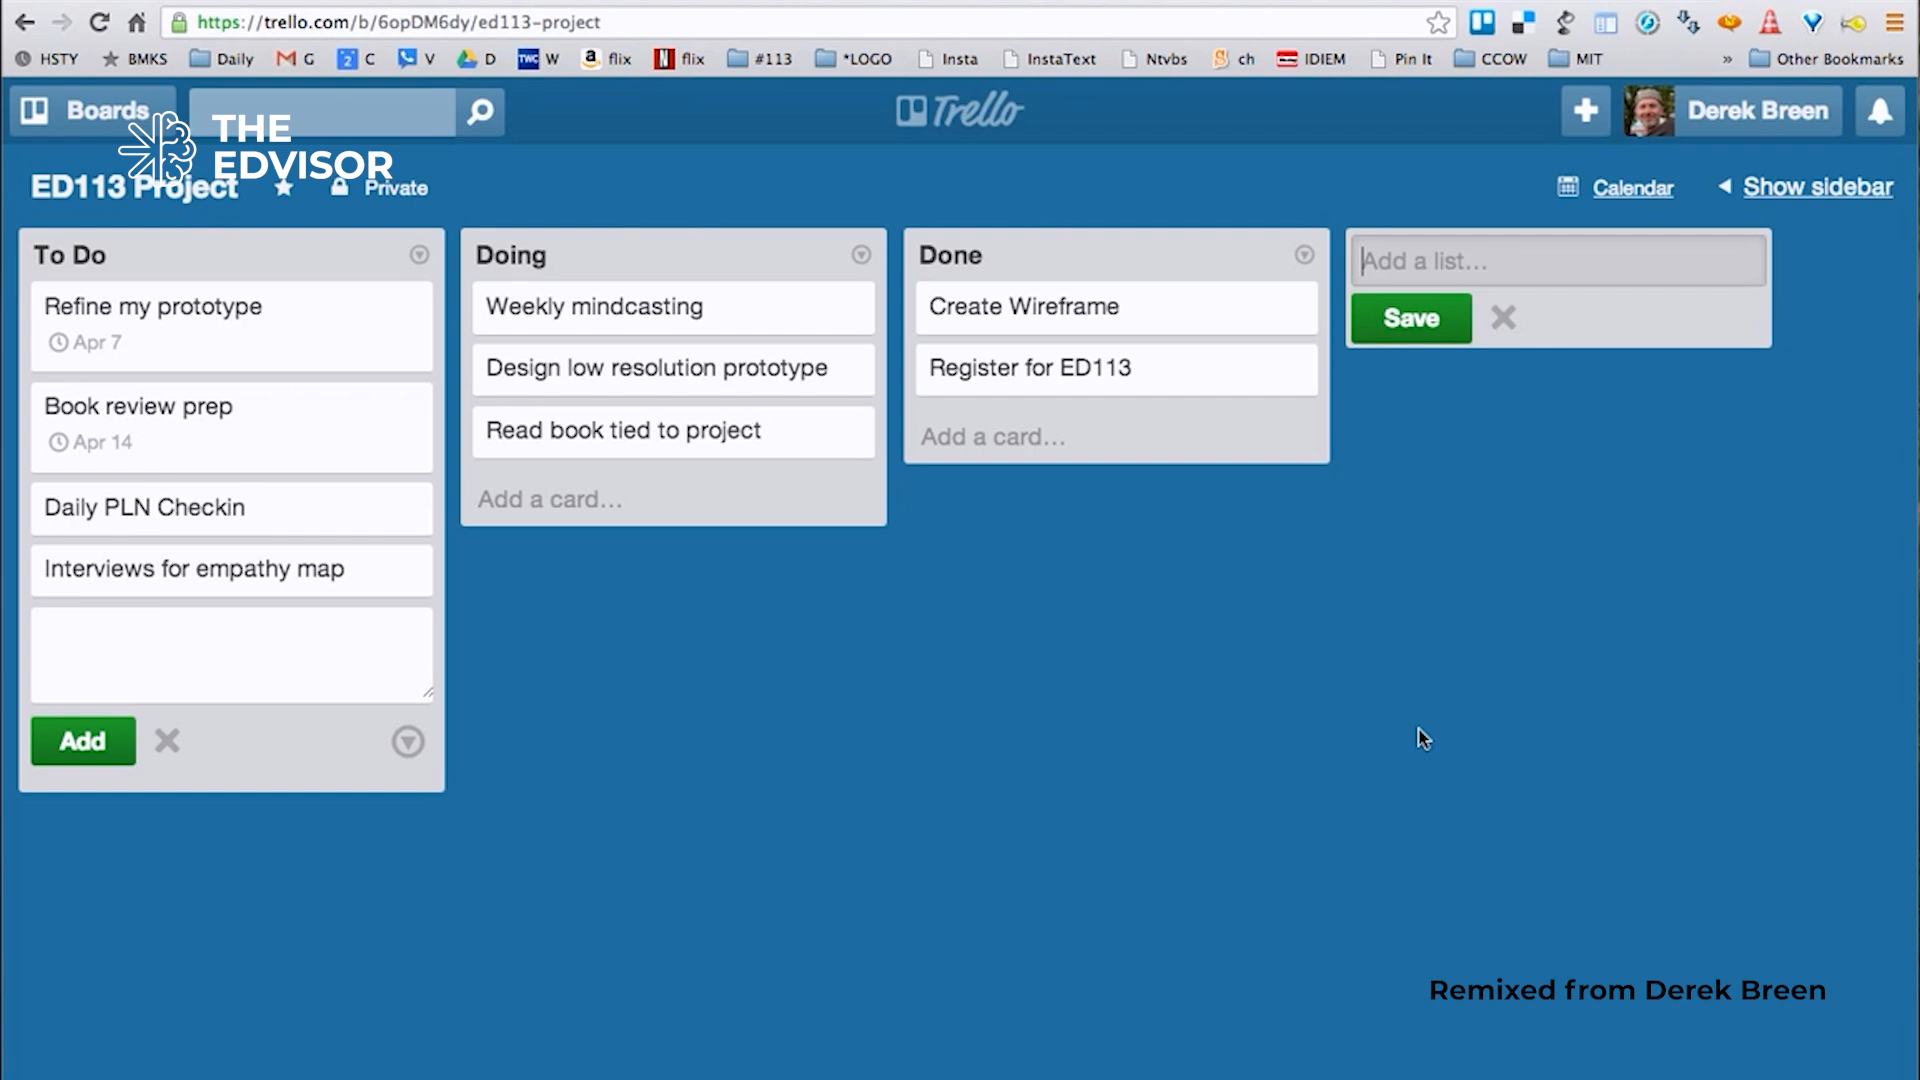 https://trello.com/b/6opDM6dy/ed113-project
HSTY BMKS Daily G C V D W flix flix #113 *LOGO Insta InstaText Ntvbs ch IDIEM Pin It CCOW MIT » Other Bookmarks
Boards Trello Derek Breen
THE
EDVISOR
ED113 Project Private Calendar Show sidebar
To Do
Refine my prototype
Apr 7
Book review prep
Apr 14
Daily PLN Checkin
Interviews for empathy map
Add
Doing
Weekly mindcasting
Design low resolution prototype
Read book tied to project
Add a card...
Done
Create Wireframe
Register for ED113
Add a card...
Add a list...
Save
Remixed from Derek Breen